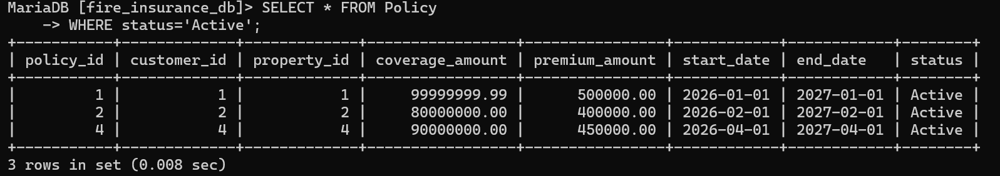 MariaDB [fire_insurance_db]> SELECT * FROM Policy
    -> WHERE status='Active';
+-----------+-------------+-------------+-----------------+----------------+------------+------------+--------+
| policy_id | customer_id | property_id | coverage_amount | premium_amount | start_date | end_date   | status |
+-----------+-------------+-------------+-----------------+----------------+------------+------------+--------+
|         1 |           1 |           1 |     99999999.99 |      500000.00 | 2026-01-01 | 2027-01-01 | Active |
|         2 |           2 |           2 |     80000000.00 |      400000.00 | 2026-02-01 | 2027-02-01 | Active |
|         4 |           4 |           4 |     90000000.00 |      450000.00 | 2026-04-01 | 2027-04-01 | Active |
+-----------+-------------+-------------+-----------------+----------------+------------+------------+--------+
3 rows in set (0.008 sec)